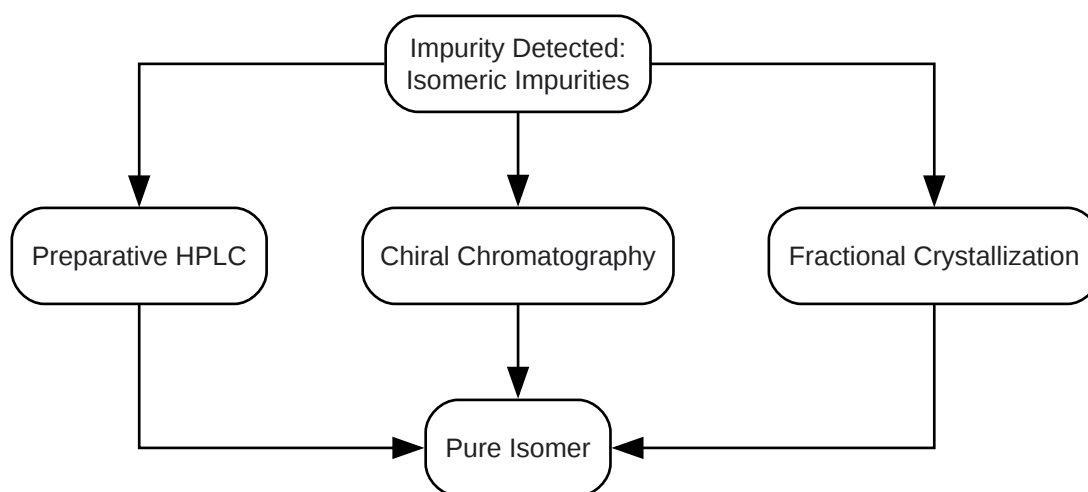 Impurity Detected:
Isomeric Impurities
Preparative HPLC
Chiral Chromatography
Fractional Crystallization
Pure Isomer